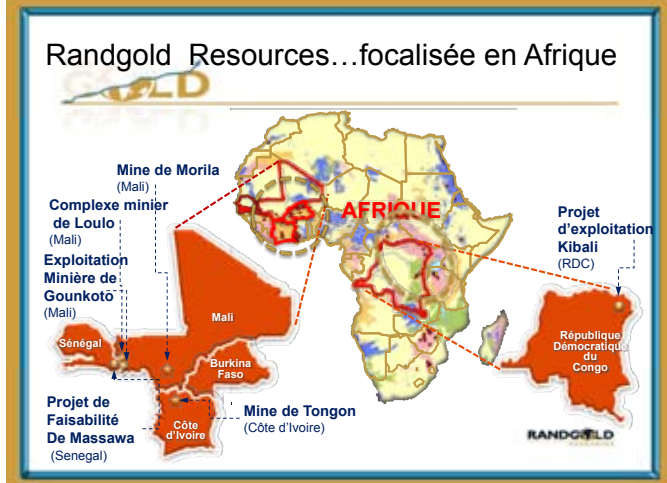 Randgold Resources…focalisée en Afrique
GOLD
Mine de Morila
(Mali)
Complexe minier
de Loulo
(Mali)
Exploitation
Minière de
Gounkotò
(Mali)
AFRIQUE
Projet
d'exploitation
Kibali
(RDC)
Mali
Sénégal
Burkina
Faso
Côte
d'Ivoire
République
Démocratique
du
Congo
Projet de
Faisabilité
De Massawa
(Senegal)
Mine de Tongon
(Côte d'Ivoire)
RANDGOLD